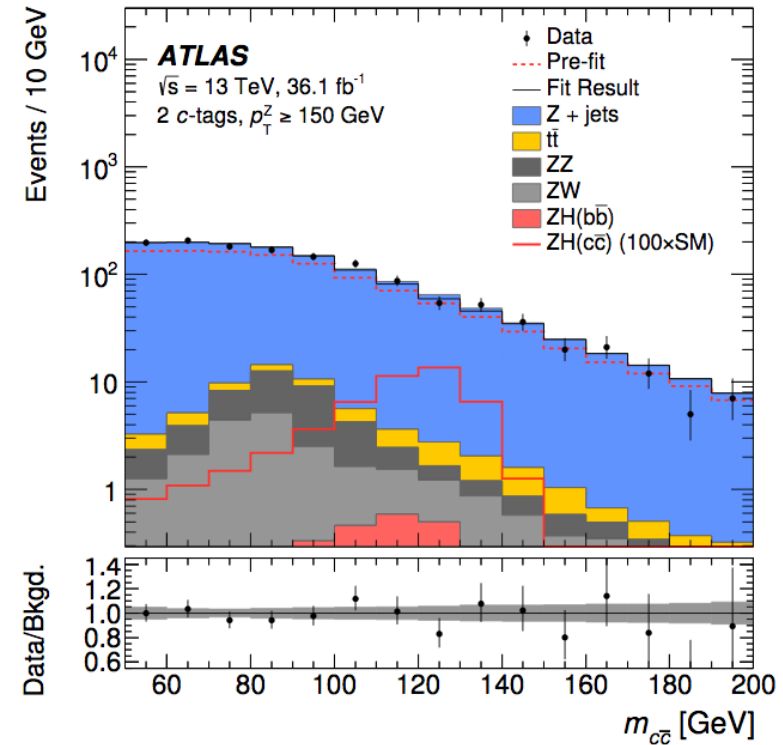 Events / 10 GeV
10⁴
10³
10²
10
1
ATLAS
√s = 13 TeV, 36.1 fb⁻¹
2 c-tags, p_T^Z ≥ 150 GeV
Data
Pre-fit
Fit Result
Z + jets
tt̄
ZZ
ZW
ZH(bb̄)
ZH(cc̄) (100×SM)
Data/Bkgd.
1.4
1.2
1.0
0.8
0.6
60 80 100 120 140 160 180 200
m_cc̄ [GeV]